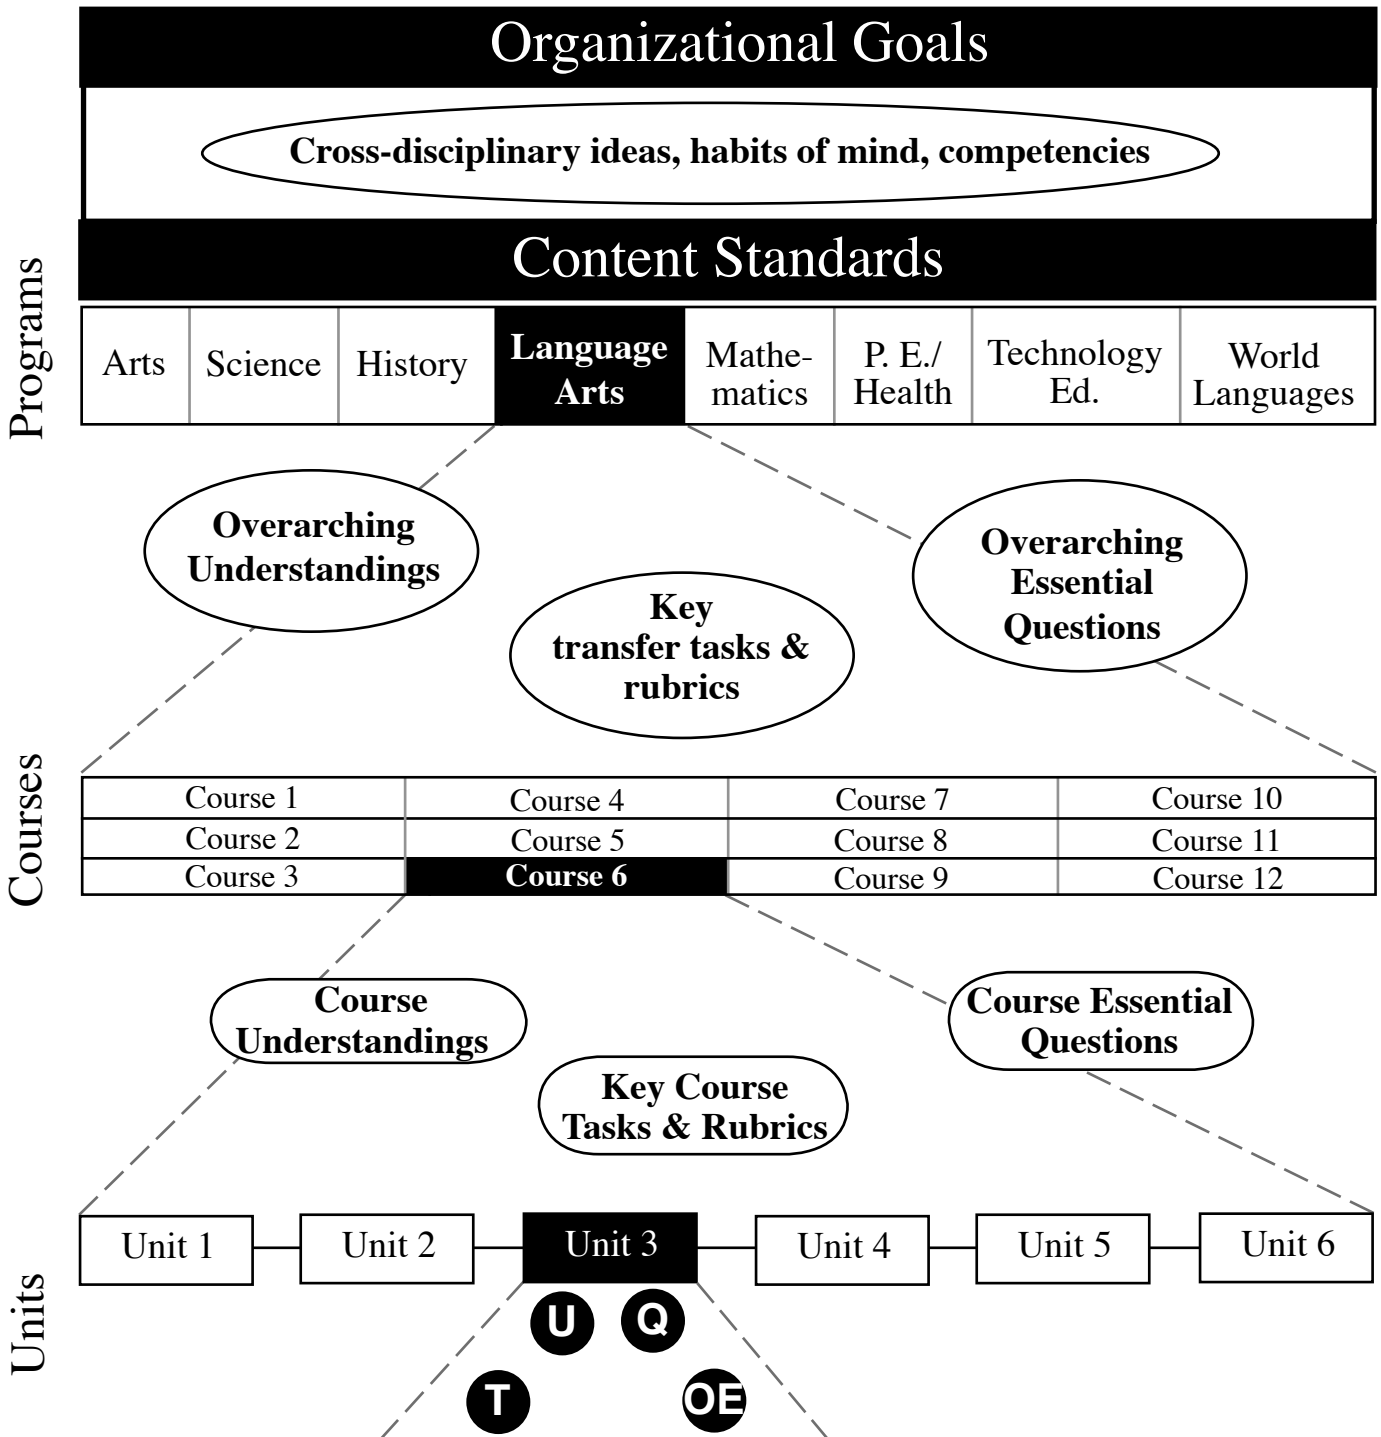 Organizational Goals
Cross-disciplinary ideas, habits of mind, competencies
Content Standards
Programs
Arts
Science
History
Language
Arts
Mathe-
matics
P. E./
Health
Technology
Ed.
World
Languages
Overarching
Understandings
Key
transfer tasks &
rubrics
Overarching
Essential
Questions
Courses
Course 1
Course 4
Course 7
Course 10
Course 2
Course 5
Course 8
Course 11
Course 3
Course 6
Course 9
Course 12
Course
Understandings
Key Course
Tasks & Rubrics
Course Essential
Questions
Units
Unit 1
Unit 2
Unit 3
Unit 4
Unit 5
Unit 6
U
Q
T
OE